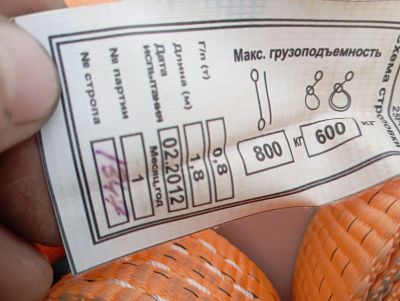 Макс. грузоподъемность
800 кг 600 кг
Г/п (т) 0,8
Длина (м) 1,8
Дата испытания 02.2012
Месяц,год
№ партии 1
№ стропа
Схема строповки